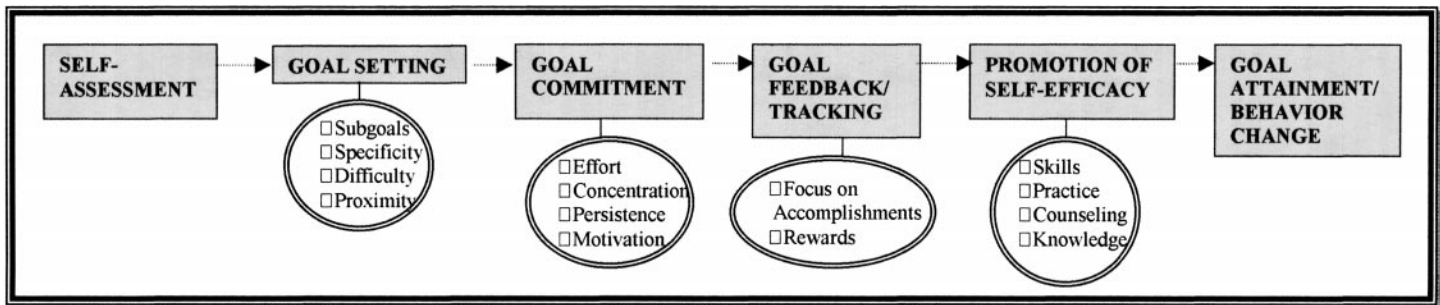 SELF-
ASSESSMENT
GOAL SETTING
□Subgoals
□Specificity
□Difficulty
□Proximity
GOAL
COMMITMENT
□Effort
□Concentration
□Persistence
□Motivation
GOAL
FEEDBACK/
TRACKING
□Focus on
Accomplishments
□Rewards
PROMOTION OF
SELF-EFFICACY
□Skills
□Practice
□Counseling
□Knowledge
GOAL
ATTAINMENT/
BEHAVIOR
CHANGE